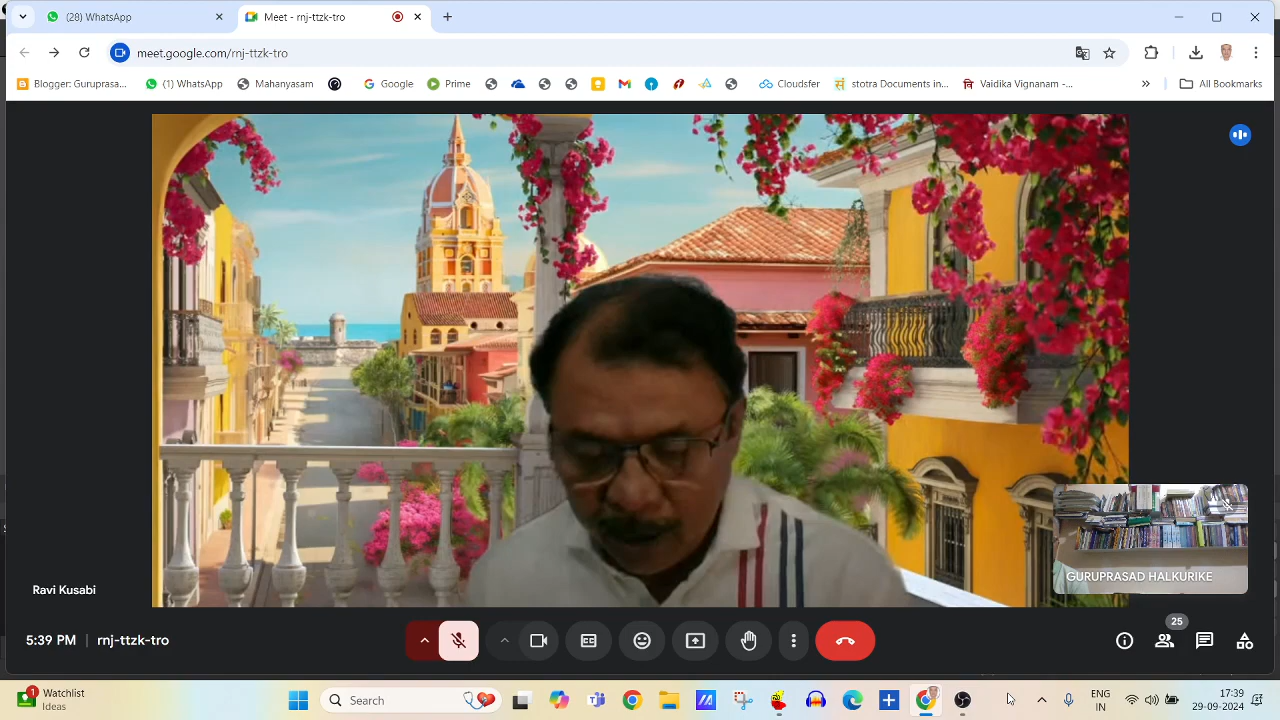 (28) WhatsApp
Meet - rnj-ttzk-tro
meet.google.com/rnj-ttzk-tro
Blogger: Guruprasa...
(1) WhatsApp
Mahanyasam
Google
Prime
Cloudsfer
stotra Documents in...
Vaidika Vignanam -...
All Bookmarks
GURUPRASAD HALKURIKE
Ravi Kusabi
25
5:39 PM | rnj-ttzk-tro
1
Watchlist
Ideas
Search
ENG
IN
17:39
29-09-2024